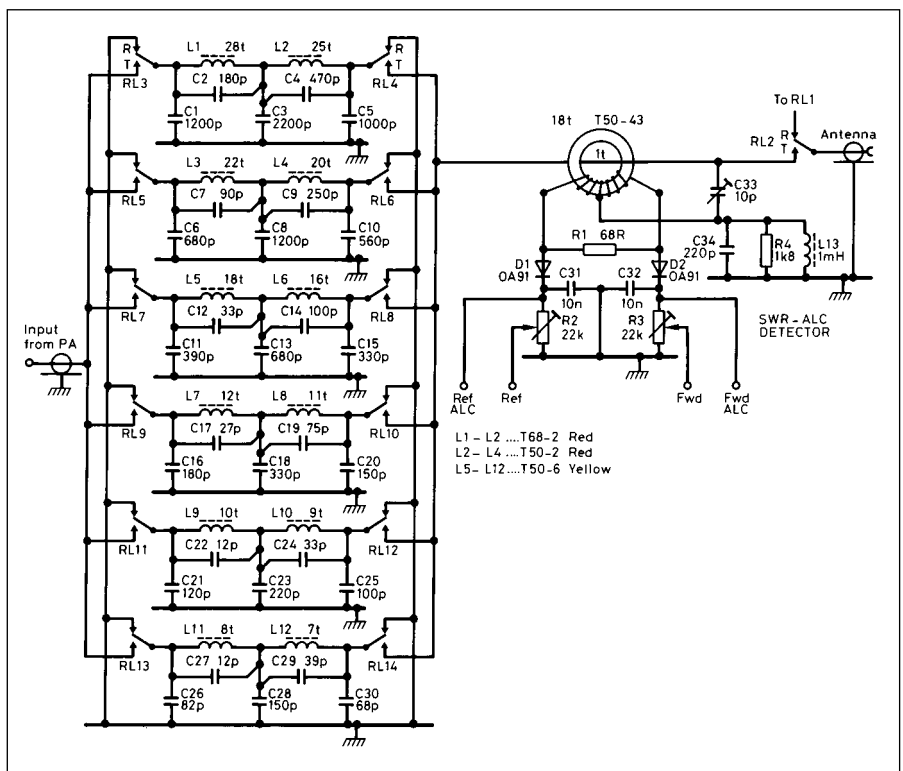 R
T
RL3
L1 28t
L2 25t
C2 180p
C4 470p
R
T
RL4
C1
1200p
C3
2200p
C5
1000p
RL5
L3 22t
L4 20t
C7 90p
C9 250p
RL6
C6
680p
C8
1200p
C10
560p
RL7
L5 18t
L6 16t
C12 33p
C14 100p
RL8
C11
390p
C13
680p
C15
330p
Input
from PA
RL9
L7 12t
L8 11t
C17 27p
C19 75p
RL10
C16
180p
C18
330p
C20
150p
RL11
L9 10t
L10 9t
C22 12p
C24 33p
RL12
C21
120p
C23
220p
C25
100p
RL13
L11 8t
L12 7t
C27 12p
C29 39p
RL14
C26
82p
C28
150p
C30
68p
18t T50-43
1t
To RL1
RL2
R
T
Antenna
C33
10p
R1 68R
C34
220p
R4
1k8
L13
1mH
D1
OA91
C31
10n
C32
10n
D2
OA91
R2
22k
R3
22k
SWR-ALC
DETECTOR
Ref
ALC
Ref
Fwd
Fwd
ALC
L1- L2 ....T68-2 Red
L2- L4 ....T50-2 Red
L5- L12....T50-6 Yellow